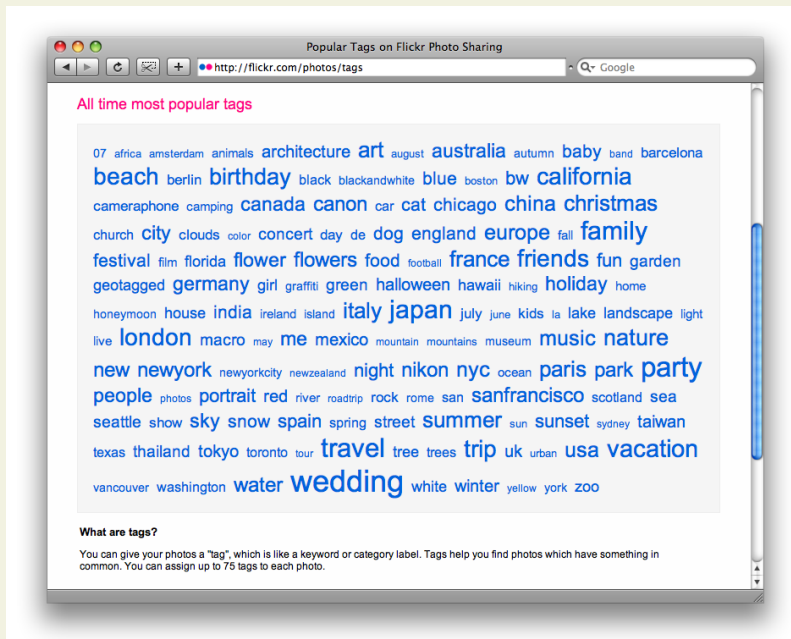 Popular Tags on Flickr Photo Sharing
http://flickr.com/photos/tags Google
All time most popular tags
07 africa amsterdam animals architecture art august australia autumn baby band barcelona
beach berlin birthday black blackandwhite blue boston bw california
cameraphone camping canada canon car cat chicago china christmas
church city clouds color concert day de dog england europe fall family
festival film florida flower flowers food football france friends fun garden
geotagged germany girl graffiti green halloween hawaii hiking holiday home
honeymoon house india ireland island italy japan july june kids la lake landscape light
live london macro may me mexico mountain mountains museum music nature
new newyork newyorkcity newzealand night nikon nyc ocean paris park party
people photos portrait red river roadtrip rock rome san sanfrancisco scotland sea
seattle show sky snow spain spring street summer sun sunset sydney taiwan
texas thailand tokyo toronto tour travel tree trees trip uk urban usa vacation
vancouver washington water wedding white winter yellow york zoo
What are tags?
You can give your photos a "tag", which is like a keyword or category label. Tags help you find photos which have something in
common. You can assign up to 75 tags to each photo.